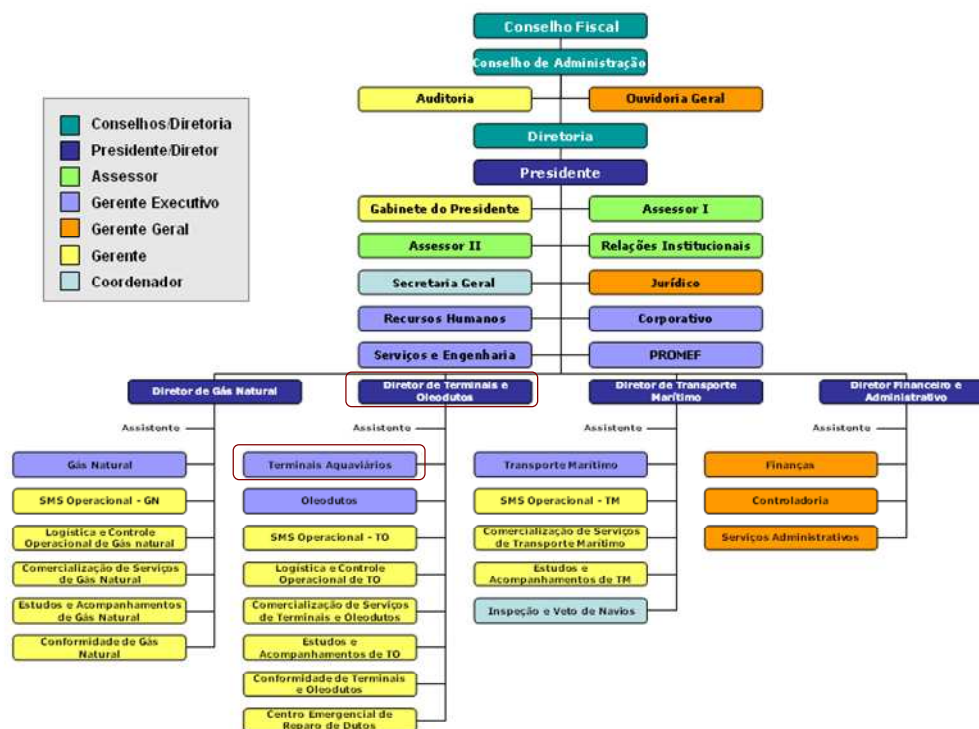 Conselho Fiscal
Conselho de Administração
Auditoria
Ouvidoria Geral
Diretoria
Presidente
Conselhos/Diretoria
Presidente/Diretor
Assessor
Gerente Executivo
Gerente Geral
Gerente
Coordenador
Gabinete do Presidente
Assessor I
Assessor II
Relações Institucionais
Secretaria Geral
Jurídico
Recursos Humanos
Corporativo
Serviços e Engenharia
PROMEF
Diretor de Gás Natural
Assistente
Gás Natural
SMS Operacional - GN
Logística e Controle
Operacional de Gás natural
Comercialização de Serviços
de Gás Natural
Estudos e Acompanhamentos
de Gás Natural
Conformidade de Gás
Natural
Diretor de Terminais e
Oleodutos
Assistente
Terminais Aquaviários
Oleodutos
SMS Operacional - TO
Logística e Controle
Operacional de TO
Comercialização de Serviços
de Terminais e Oleodutos
Estudos e
Acompanhamentos de TO
Conformidade de Terminais
e Oleodutos
Centro Emergencial de
Reparo de Dutos
Diretor de Transporte
Marítimo
Assistente
Transporte Marítimo
SMS Operacional - TM
Comercialização de Serviços
de Transporte Marítimo
Estudos e
Acompanhamentos de TM
Inspeção e Veto de Navios
Diretor Financeiro e
Administrativo
Assistente
Finanças
Controladoria
Serviços Administrativos